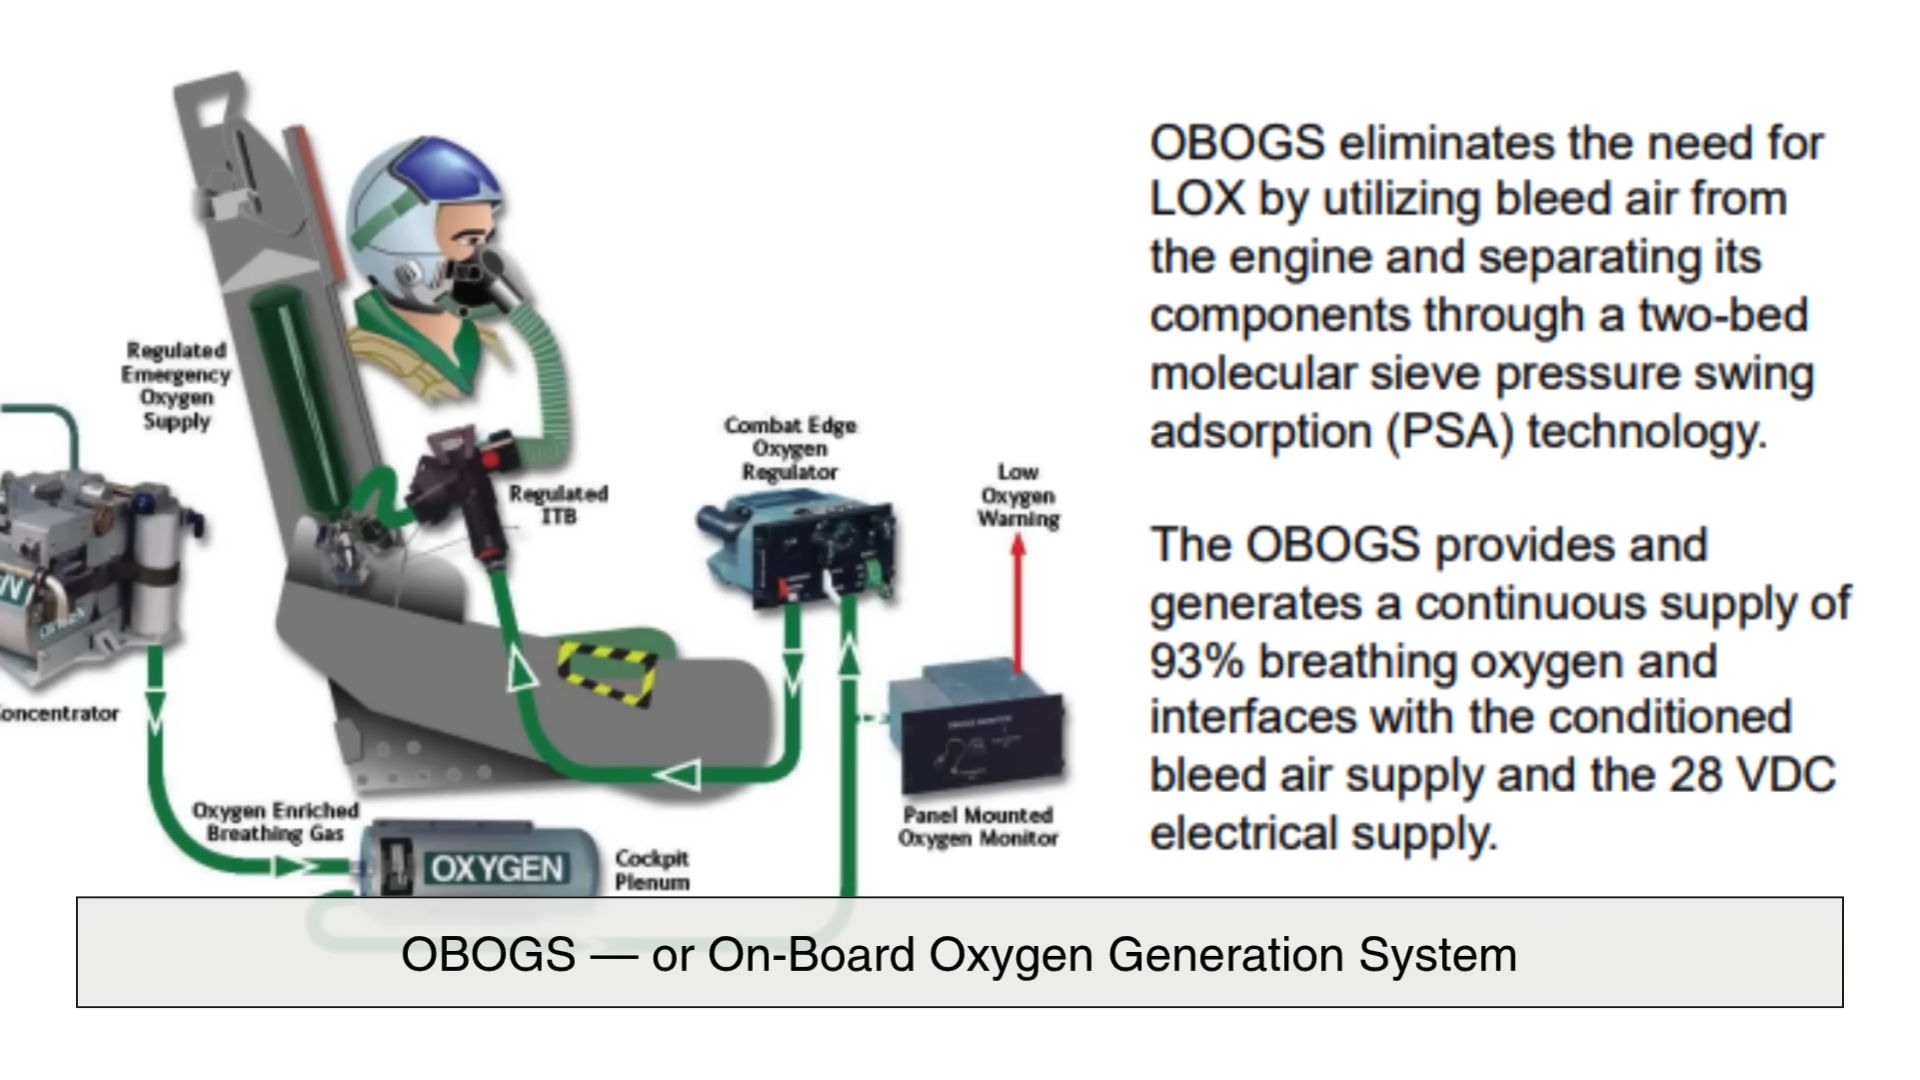 OBOGS eliminates the need for
LOX by utilizing bleed air from
the engine and separating its
components through a two-bed
molecular sieve pressure swing
adsorption (PSA) technology.
The OBOGS provides and
generates a continuous supply of
93% breathing oxygen and
interfaces with the conditioned
bleed air supply and the 28 VDC
electrical supply.
Regulated
Emergency
Oxygen
Supply
Regulated
ITB
Combat Edge
Oxygen
Regulator
Low
Oxygen
Warning
oncentrator
Panel Mounted
Oxygen Monitor
Oxygen Enriched
Breathing Gas
OXYGEN
Cockpit
Plenum
OBOGS — or On-Board Oxygen Generation System